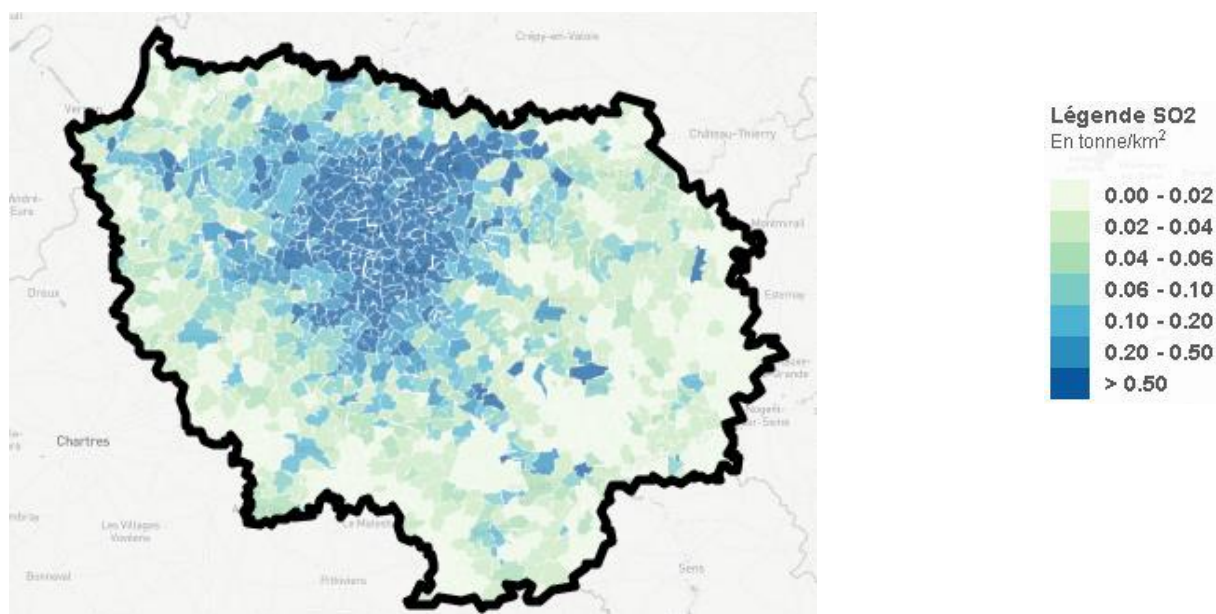 Crépy-en-Valois
Château-Thierry
Montmirail
Dreux
Esternay
Chartres
Les Villages
Vovéens
Bonneval
Pithiviers
Sens
Légende SO2
En tonne/km²
0.00 - 0.02
0.02 - 0.04
0.04 - 0.06
0.06 - 0.10
0.10 - 0.20
0.20 - 0.50
> 0.50